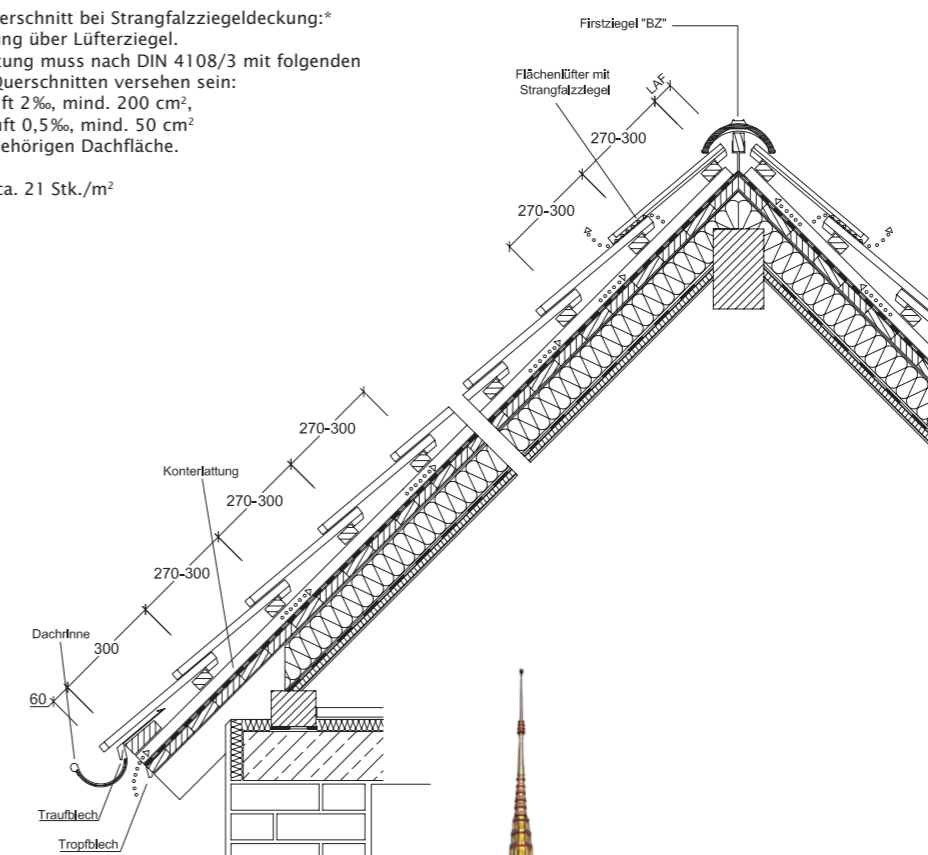 erschnitt bei Strangfalzziegeldeckung:*
ng über Lüfterziegel.
tung muss nach DIN 4108/3 mit folgenden
Querschnitten versehen sein:
ft 2‰, mind. 200 cm²,
uft 0,5‰, mind. 50 cm²
ehörigen Dachfläche.
ca. 21 Stk./m²
Firstziegel "BZ"
Flächenlüfter mit
Strangfalzziegel
LAF
270-300
270-300
270-300
Konterlattung
270-300
270-300
Dachrinne
300
60
Traufblech
Tropfblech